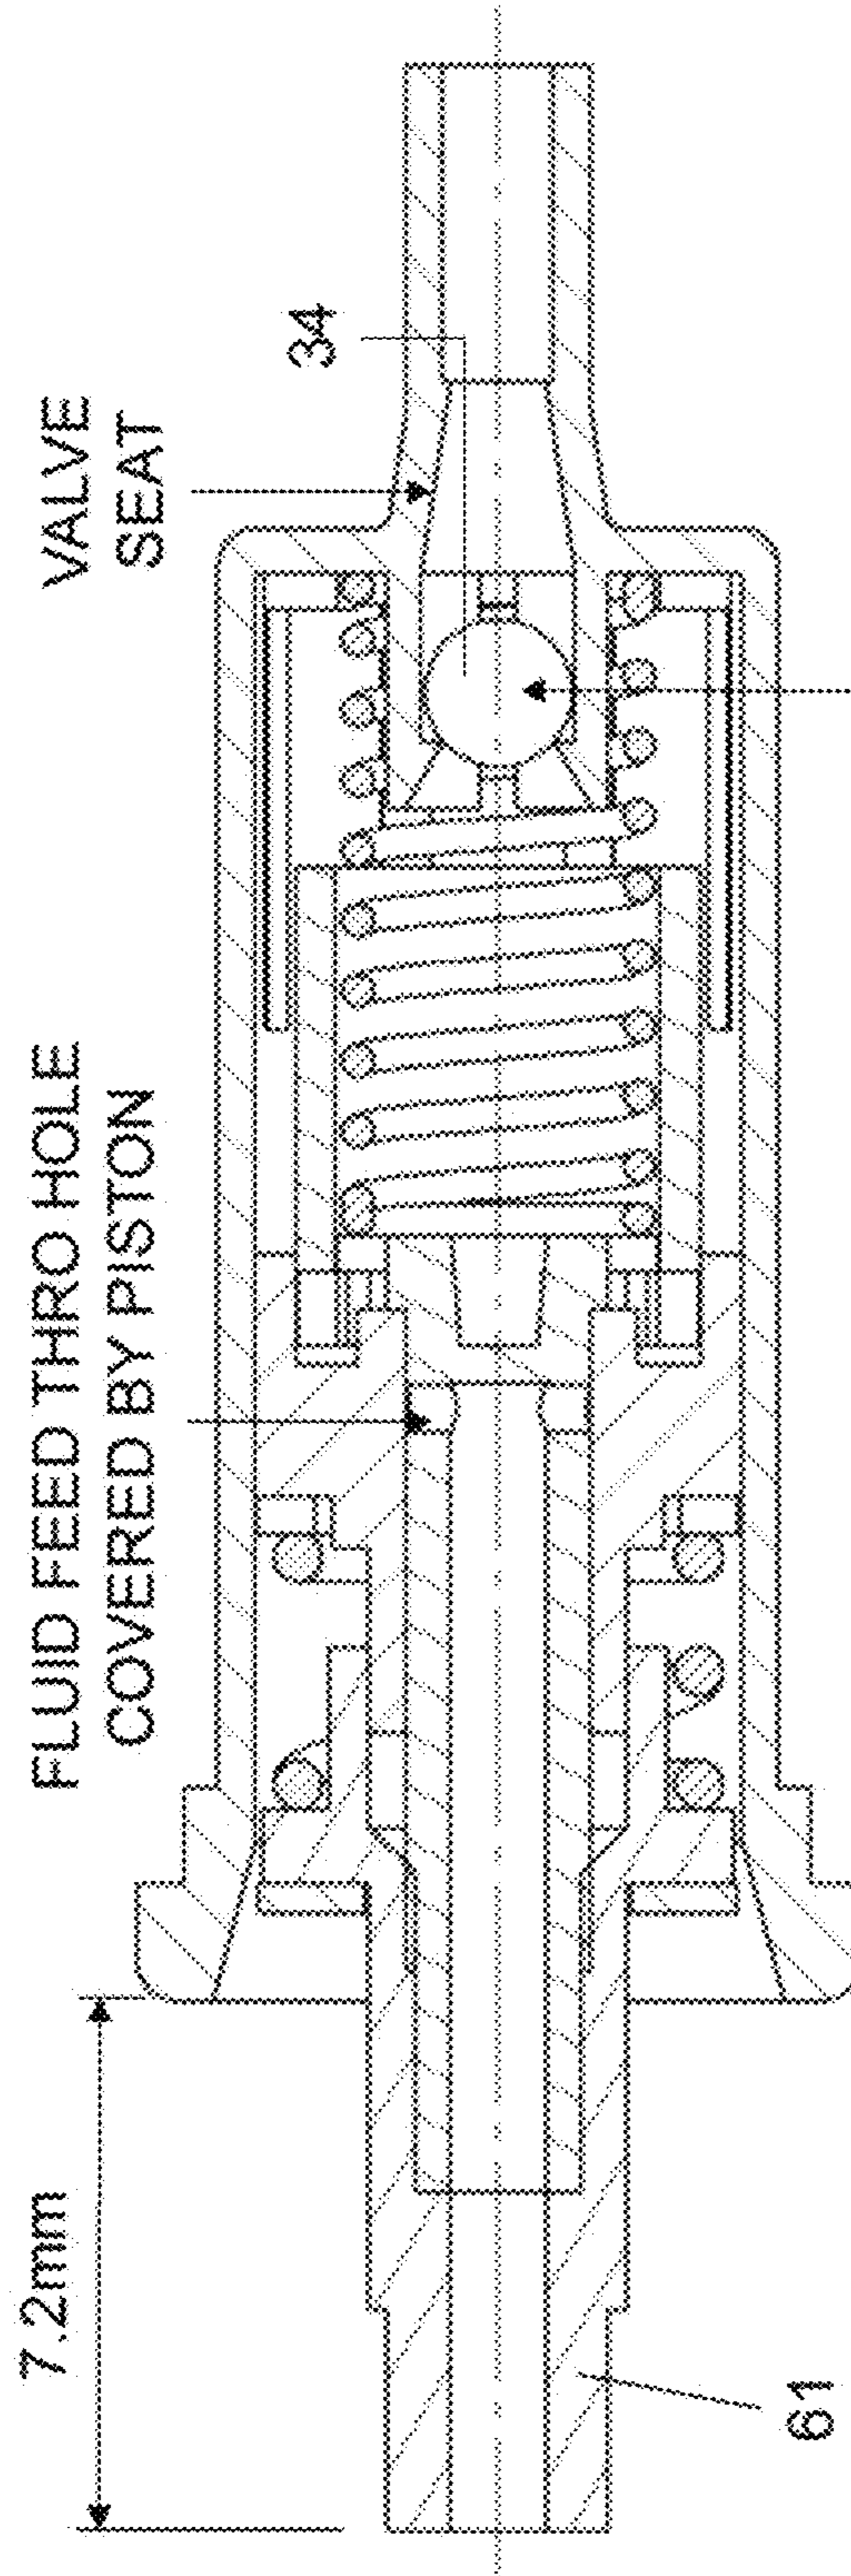 7.2mm
FLUID FEED THRO HOLE
COVERED BY PISTON
VALVE
SEAT
34
61